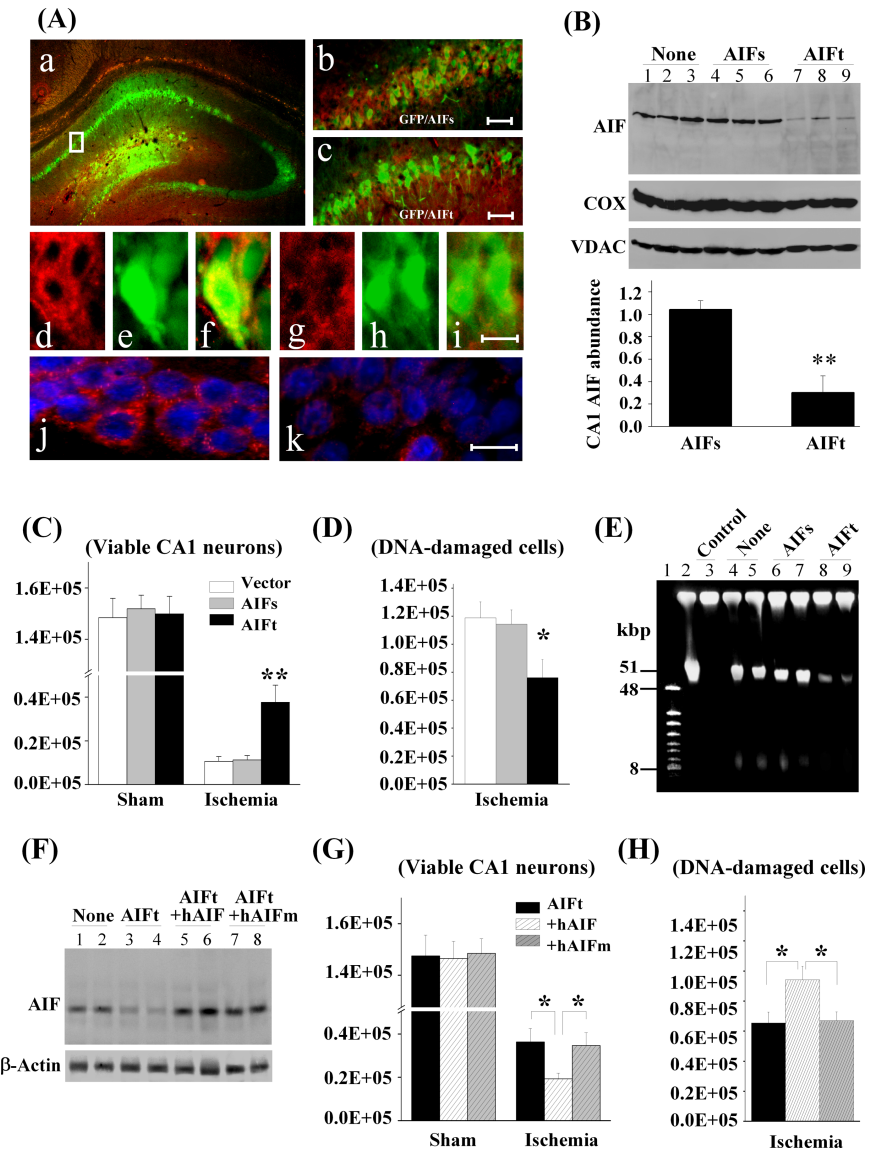 (A)
a
b
GFP/AIFs
c
GFP/AIFt
d e f g h i
j k
(B)
None AIFs AIFt
1 2 3 4 5 6 7 8 9
AIF
COX
VDAC
CA1 AIF abundance
1.2
1.0
0.8
0.6
0.4
0.2
0.0
**
AIFs AIFt
(C)
(Viable CA1 neurons)
1.6E+05
1.4E+05
0.4E+05
0.2E+05
0.0E+05
Vector
AIFs
AIFt
**
Sham Ischemia
(D)
(DNA-damaged cells)
1.4E+05
1.2E+05
1.0E+05
0.8E+05
0.6E+05
0.4E+05
0.2E+05
0.0E+05
*
Ischemia
(E)
Control None AIFs AIFt
1 2 3 4 5 6 7 8 9
kbp
51
48
8
(F)
None AIFt AIFt +hAIF AIFt +hAIFm
1 2 3 4 5 6 7 8
AIF
β-Actin
(G)
(Viable CA1 neurons)
1.6E+05
1.4E+05
0.4E+05
0.2E+05
0.0E+05
AIFt
+hAIF
+hAIFm
* *
Sham Ischemia
(H)
(DNA-damaged cells)
1.4E+05
1.2E+05
1.0E+05
0.8E+05
0.6E+05
0.4E+05
0.2E+05
0.0E+05
* *
Ischemia